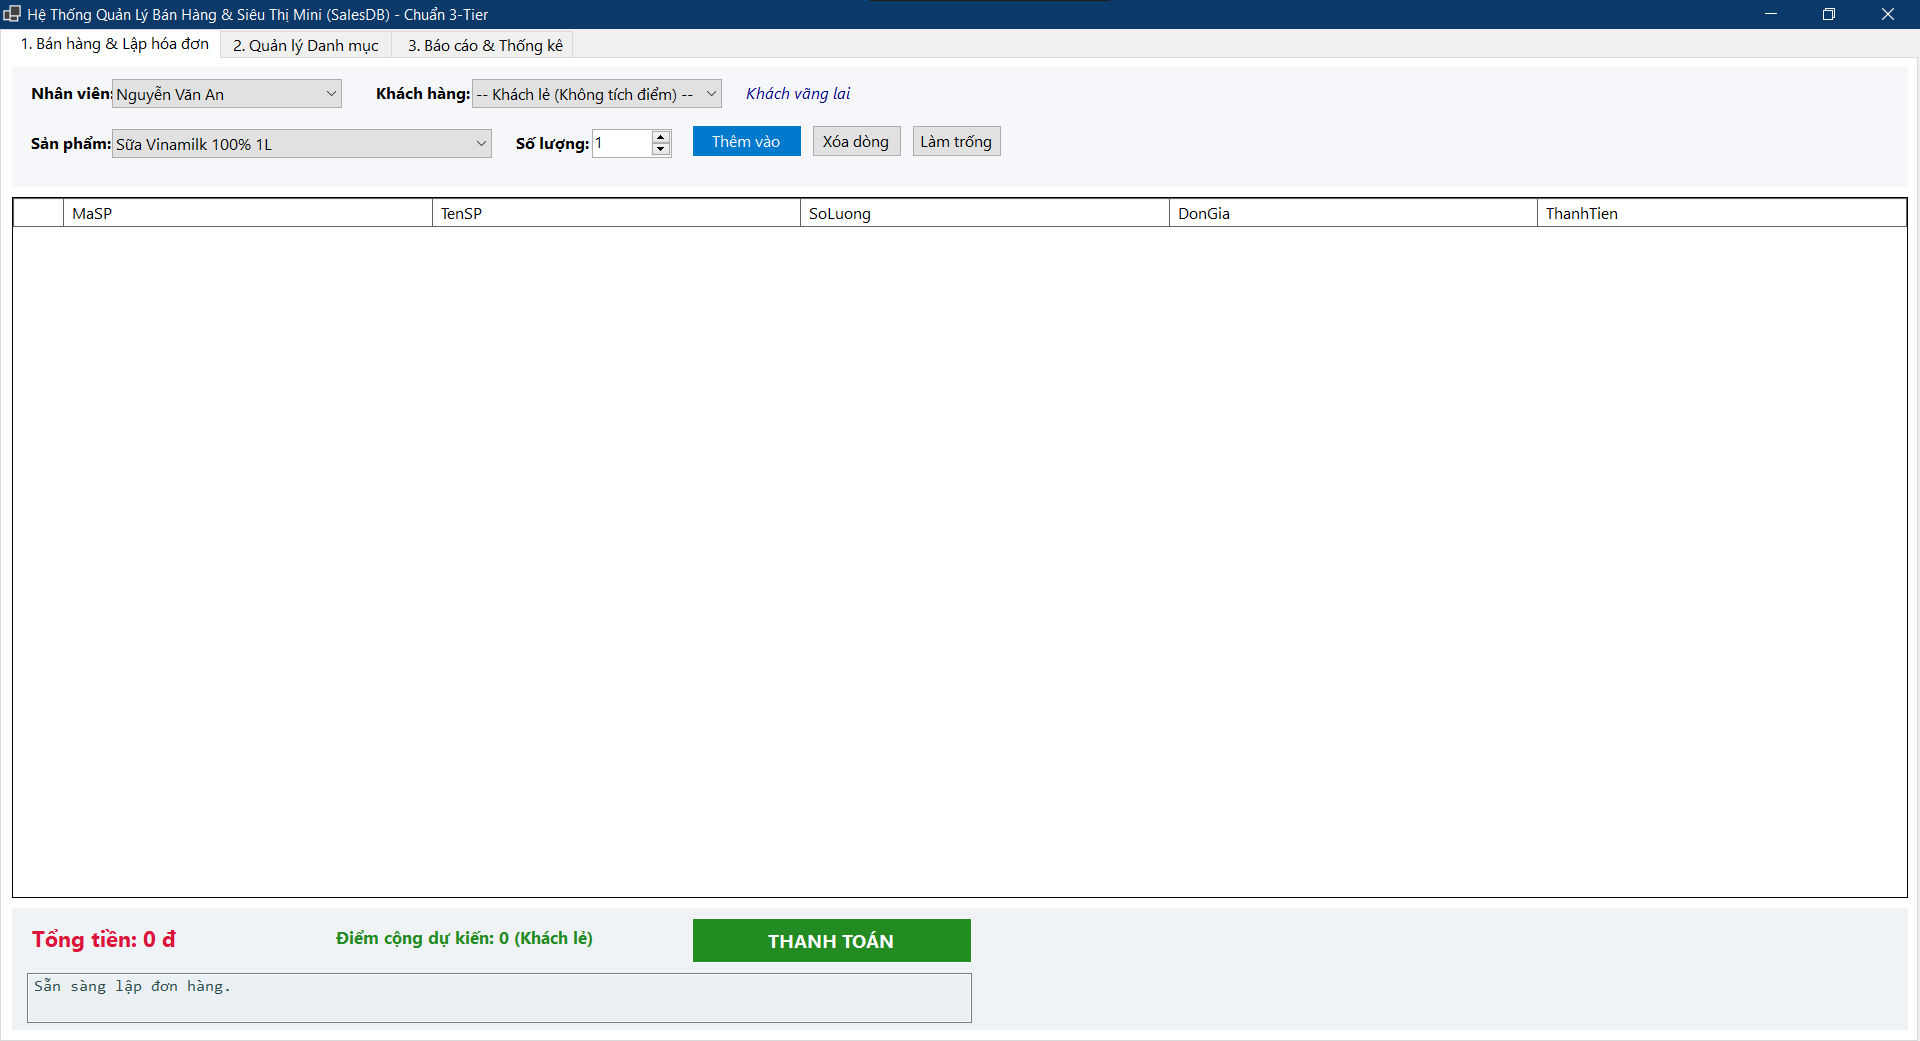 Hệ Thống Quản Lý Bán Hàng & Siêu Thị Mini (SalesDB) - Chuẩn 3-Tier
1. Bán hàng & Lập hóa đơn 2. Quản lý Danh mục 3. Báo cáo & Thống kê
Nhân viên: Nguyễn Văn An Khách hàng: -- Khách lẻ (Không tích điểm) -- Khách vãng lai
Sản phẩm: Sữa Vinamilk 100% 1L Số lượng: 1 Thêm vào Xóa dòng Làm trống
MaSP TenSP SoLuong DonGia ThanhTien
Tổng tiền: 0 đ Điểm cộng dự kiến: 0 (Khách lẻ) THANH TOÁN
Sẵn sàng lập đơn hàng.